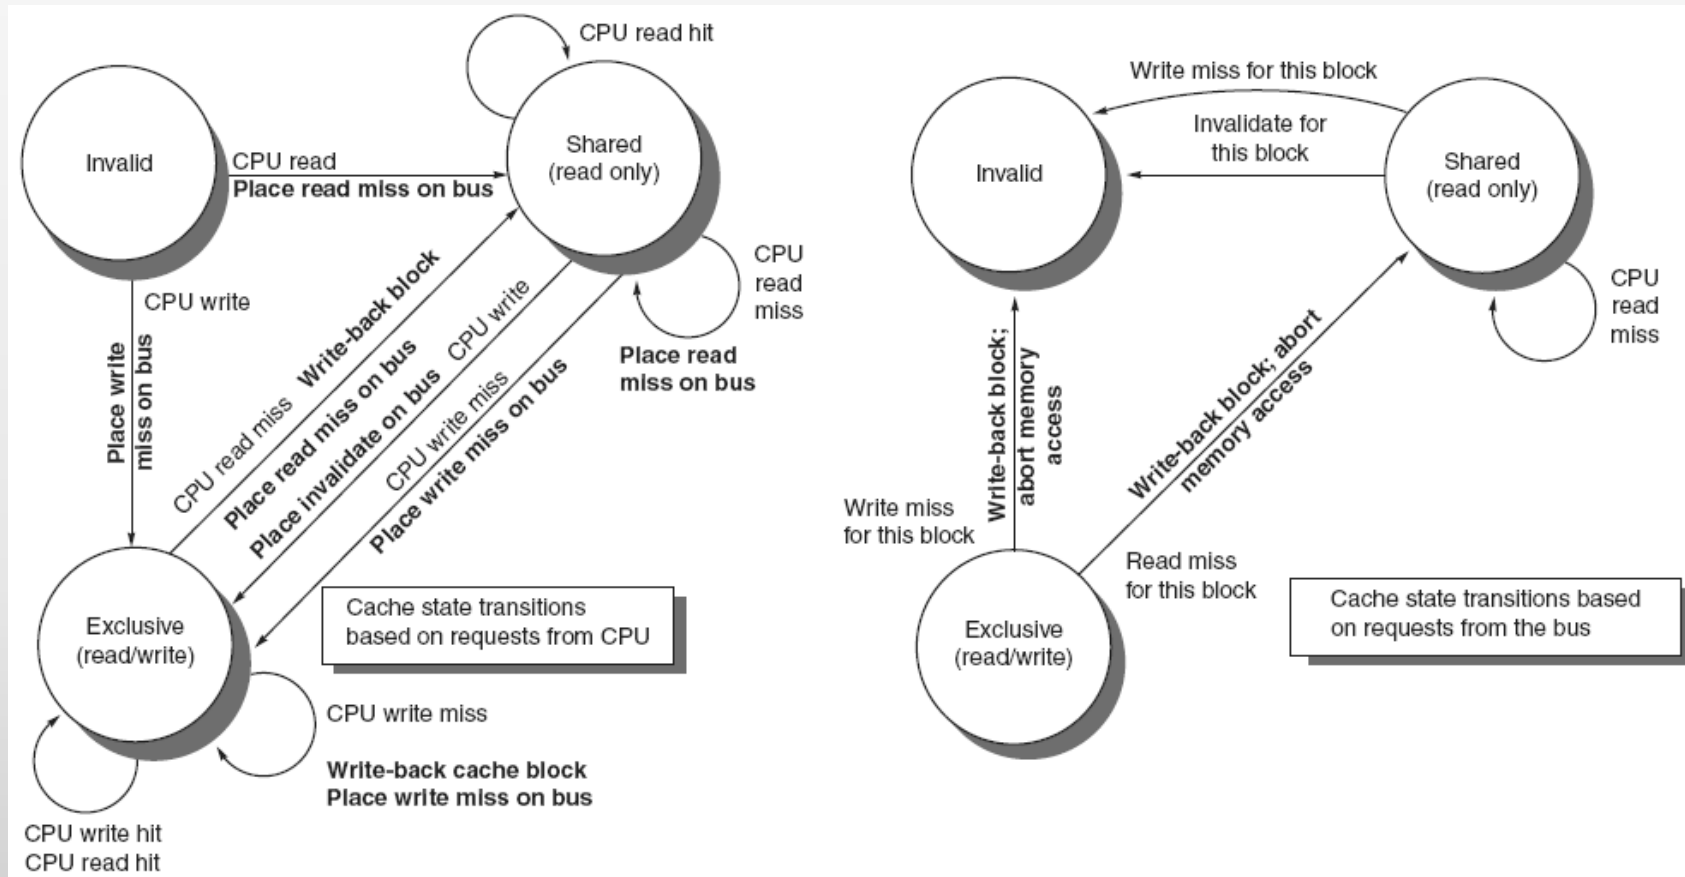 CPU read hit
Invalid
Shared
(read only)
CPU read
Place read miss on bus
CPU write
Place write
miss on bus
CPU read miss
Write-back block
Place read miss on bus
Place invalidate on bus
CPU write
CPU write miss
Place write miss on bus
CPU
read
miss
Place read
miss on bus
Exclusive
(read/write)
Cache state transitions
based on requests from CPU
CPU write miss
Write-back cache block
Place write miss on bus
CPU write hit
CPU read hit
Write miss for this block
Invalidate for
this block
Invalid
Shared
(read only)
CPU
read
miss
Write-back block;
abort memory
access
Write-back block; abort
memory access
Write miss
for this block
Read miss
for this block
Exclusive
(read/write)
Cache state transitions based
on requests from the bus